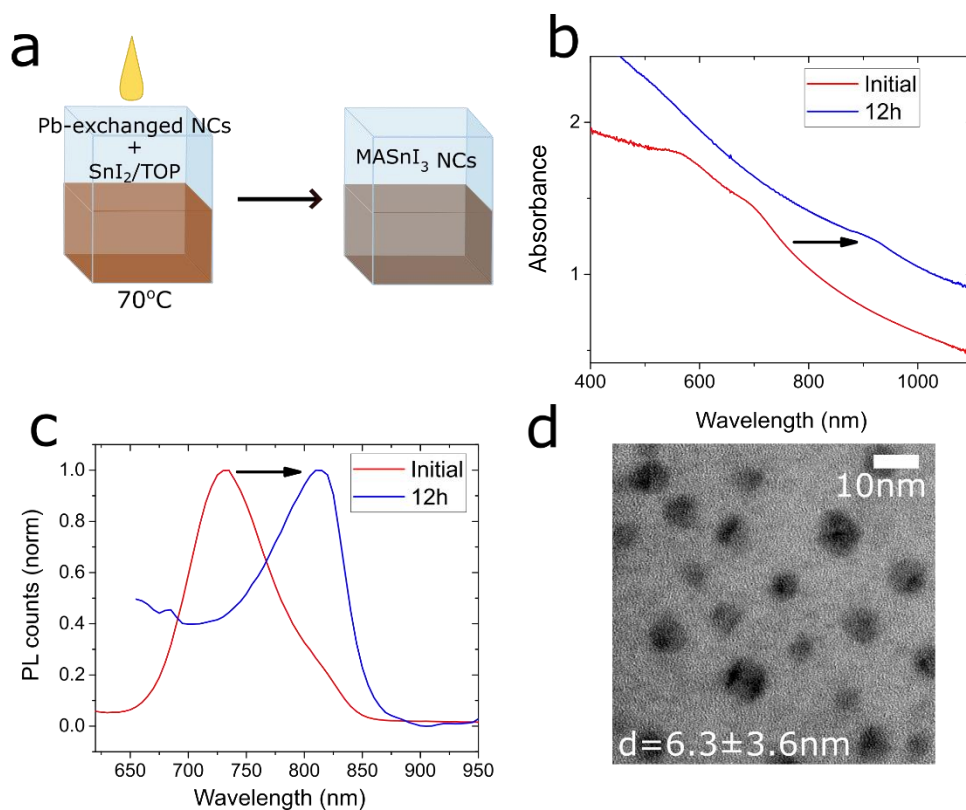 a
Pb-exchanged NCs
+
SnI₂/TOP
70°C
MASnI₃ NCs
b
Initial
12h
2
1
Absorbance
400
600
800
1000
Wavelength (nm)
c
Initial
12h
1.0
0.8
0.6
0.4
0.2
0.0
PL counts (norm)
650
700
750
800
850
900
950
Wavelength (nm)
d
10nm
d=6.3±3.6nm